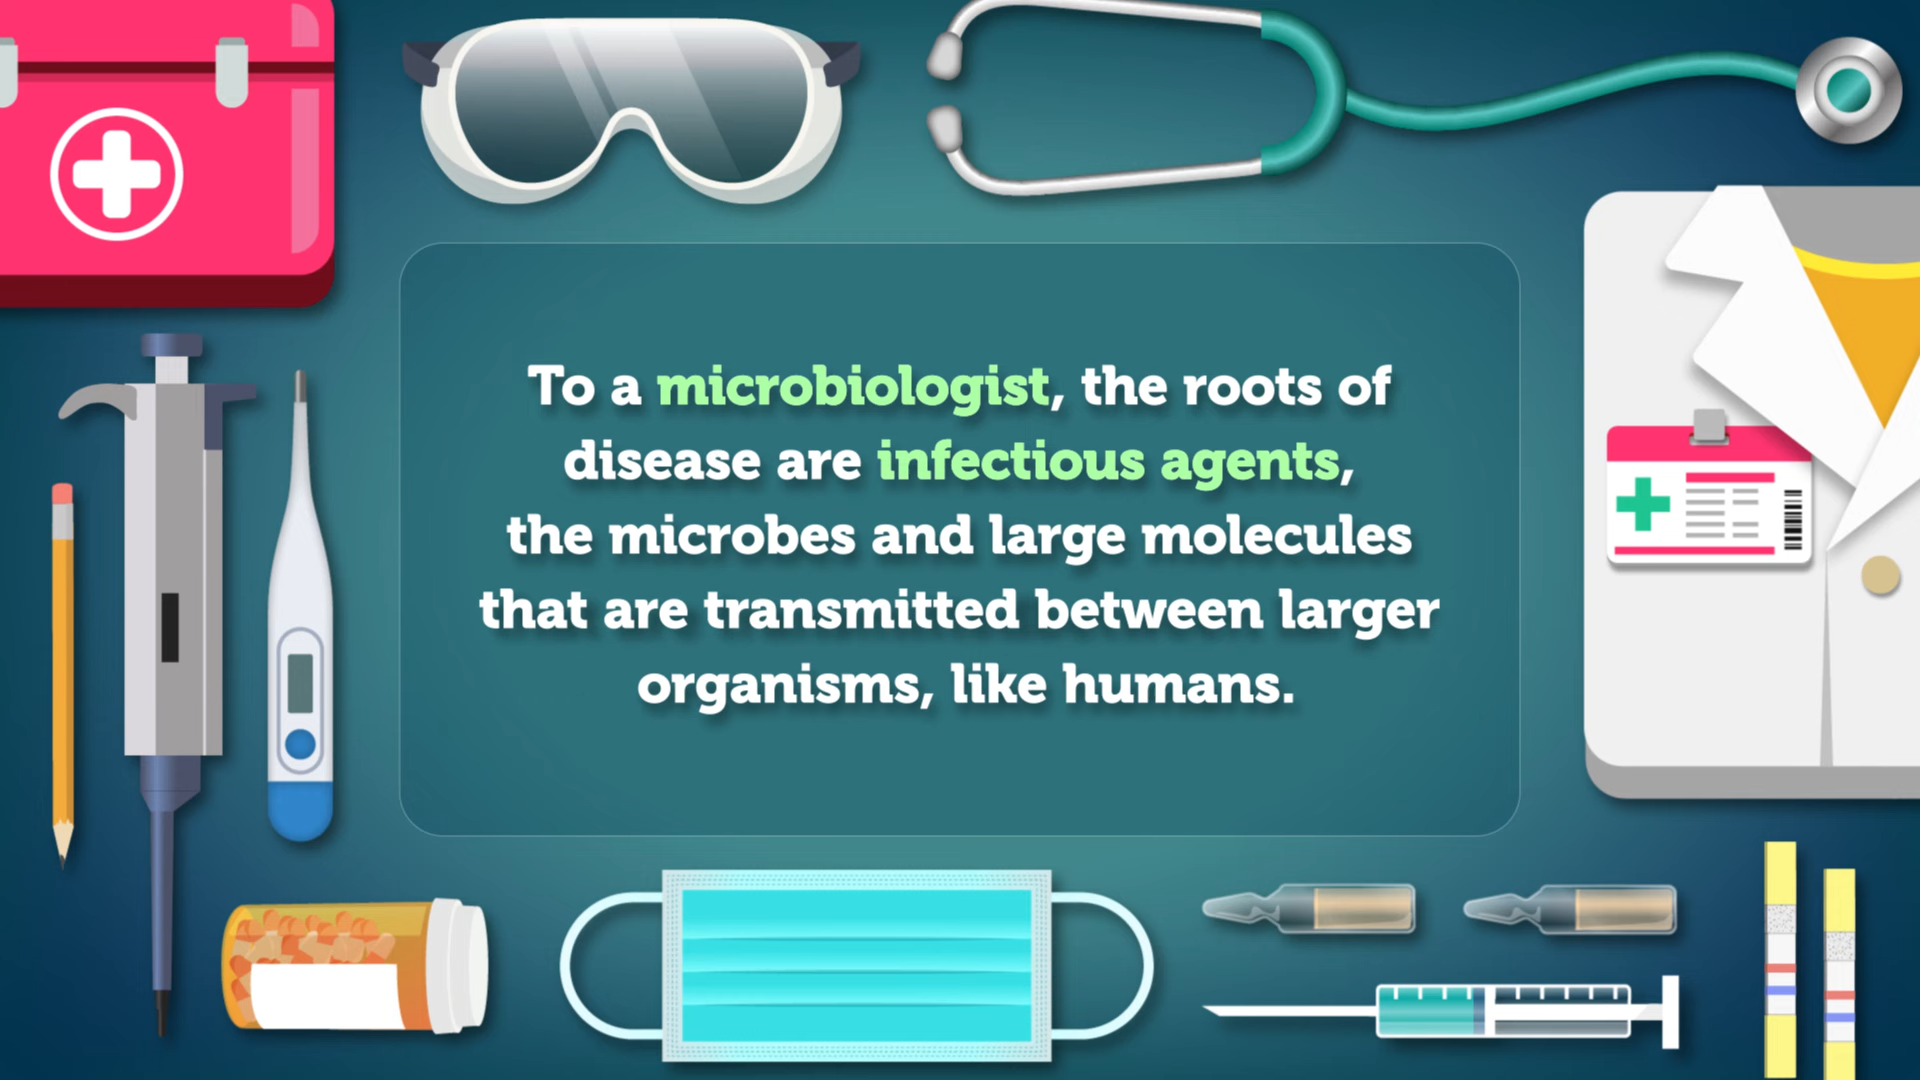 To a microbiologist, the roots of
disease are infectious agents,
the microbes and large molecules
that are transmitted between larger
organisms, like humans.